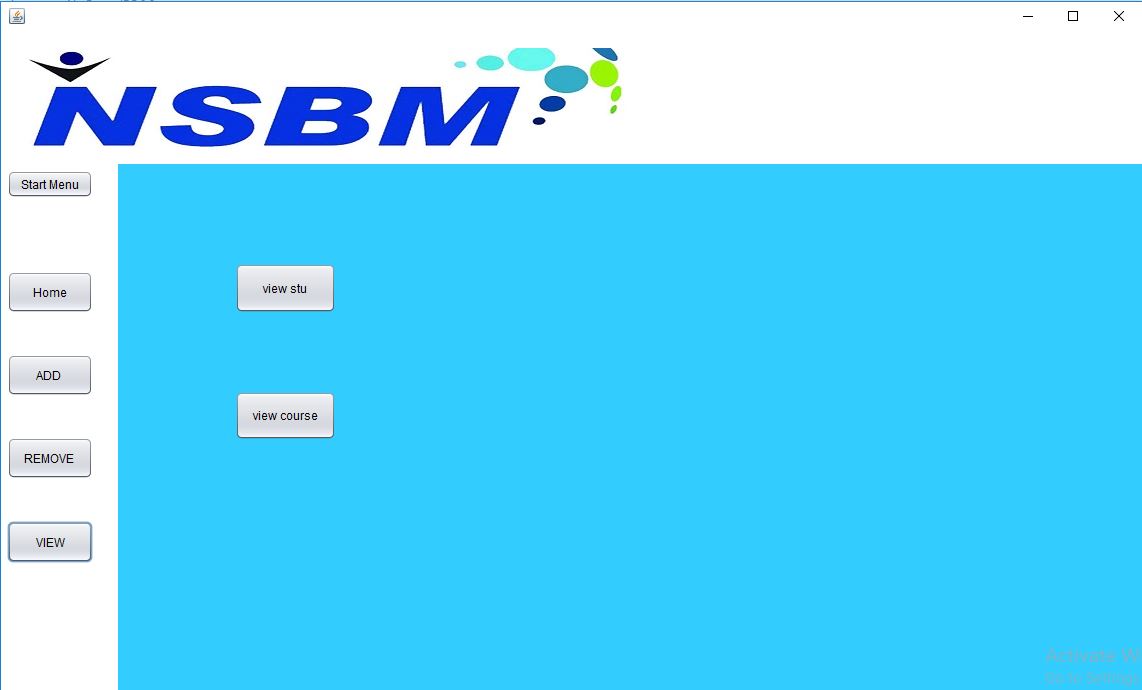 NSBM
Start Menu
Home
view stu
ADD
view course
REMOVE
VIEW
Activate
Go to Settings